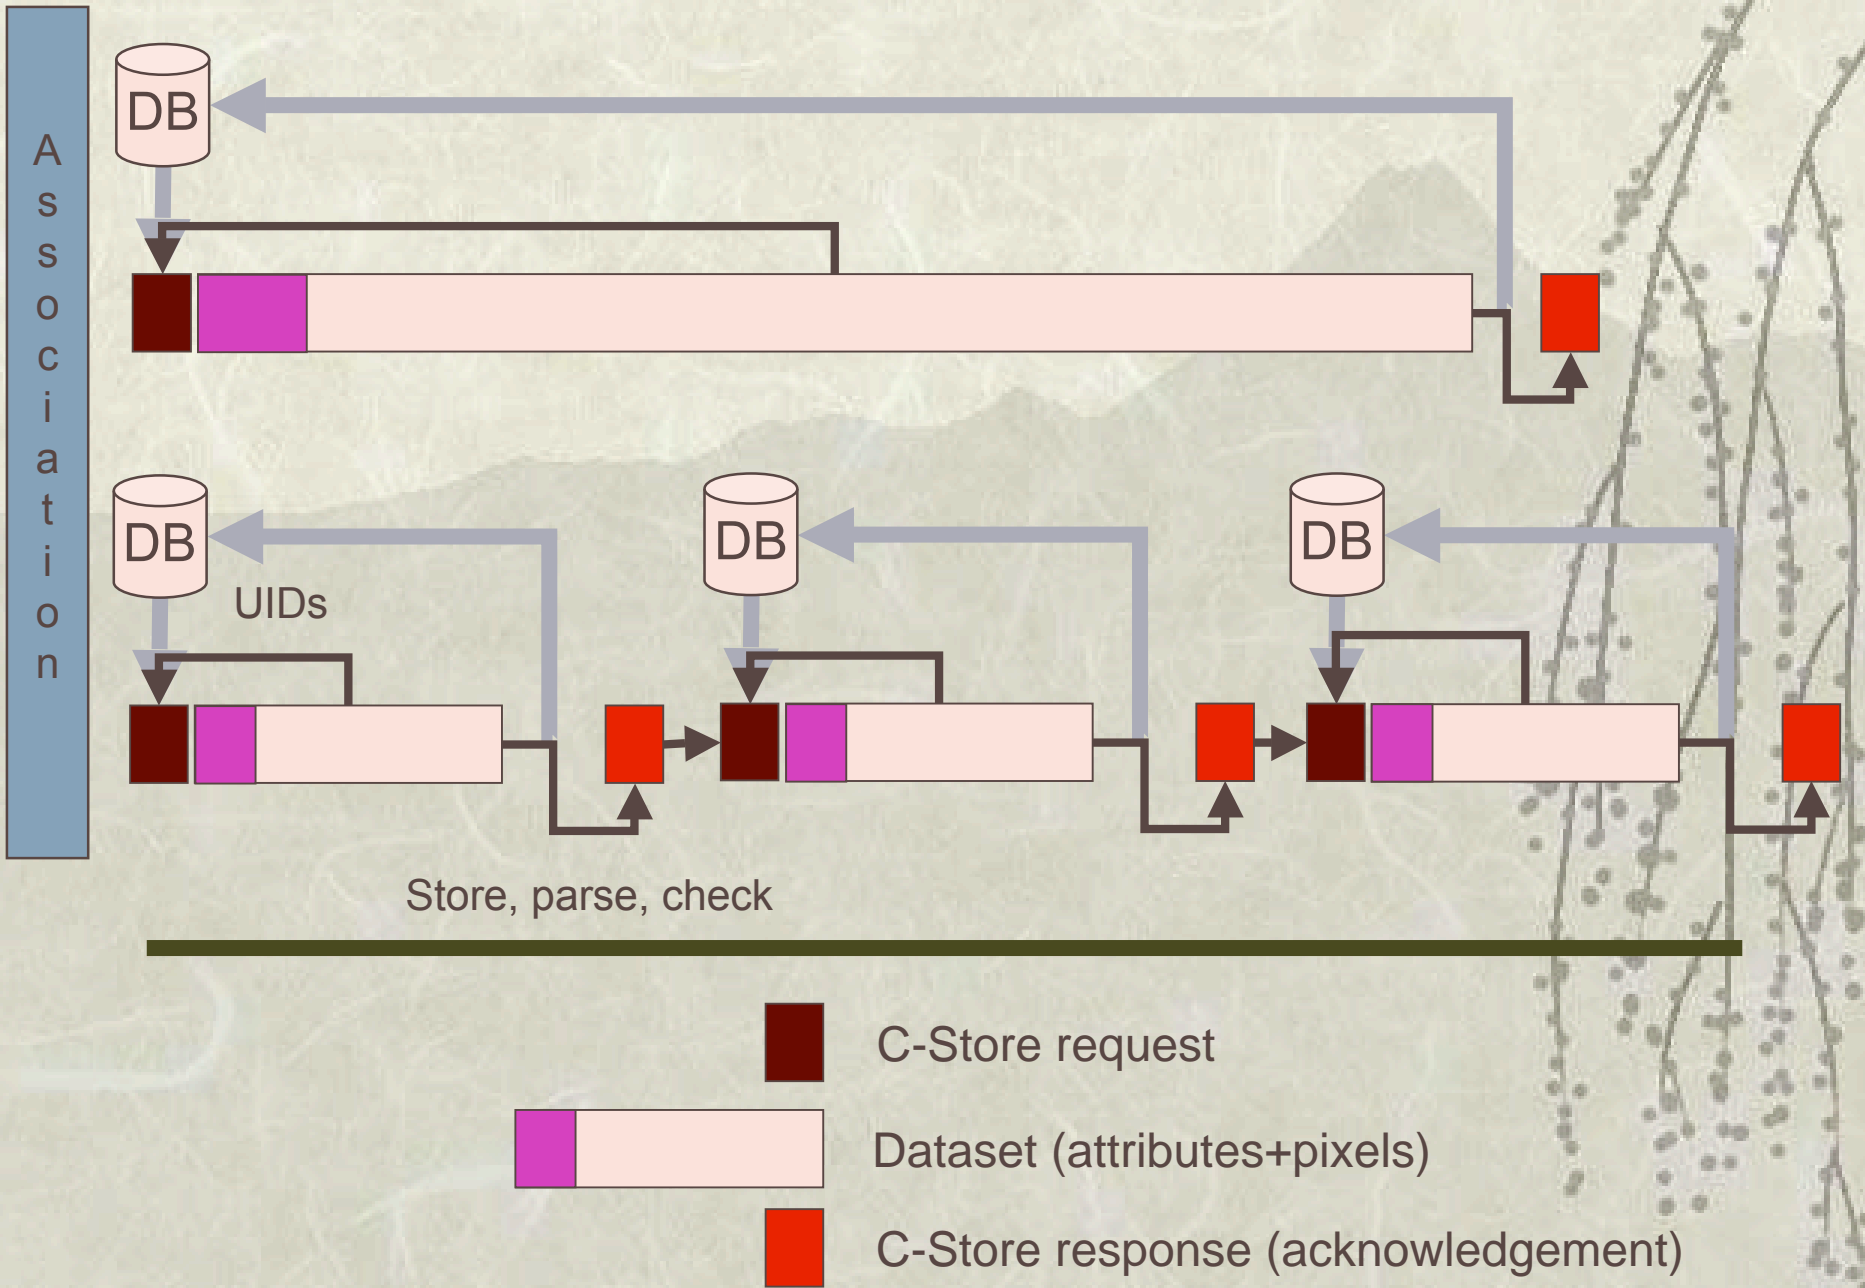 Association
DB
DB
DB
DB
UIDs
Store, parse, check
C-Store request
Dataset (attributes+pixels)
C-Store response (acknowledgement)